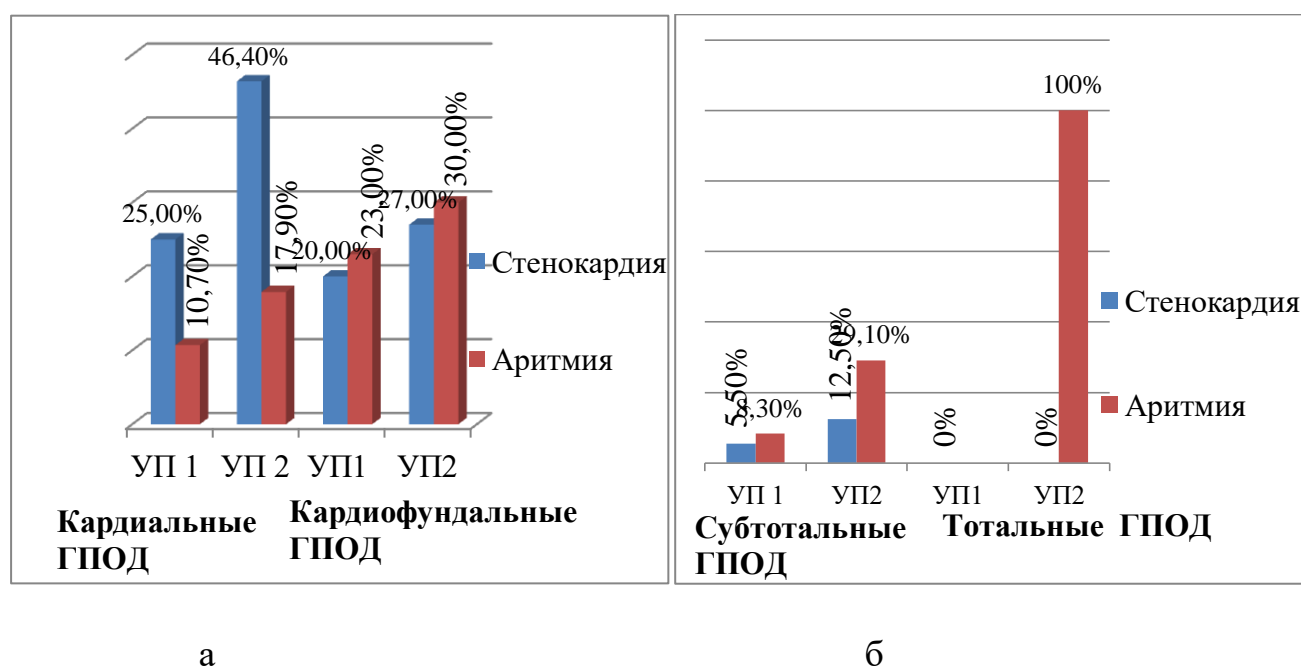 46,40%
25,00%
10,70%
17,90%
20,00%
23,00%
27,00%
30,00%
Стенокардия
Аритмия
УП 1 УП 2 УП1 УП2
Кардиальные
ГПОД
Кардиофундальные
ГПОД
а
100%
5,50%
8,30%
12,50%
29,10%
0%
0%
Стенокардия
Аритмия
УП 1 УП2 УП1 УП2
Субтотальные
ГПОД
Тотальные ГПОД
б